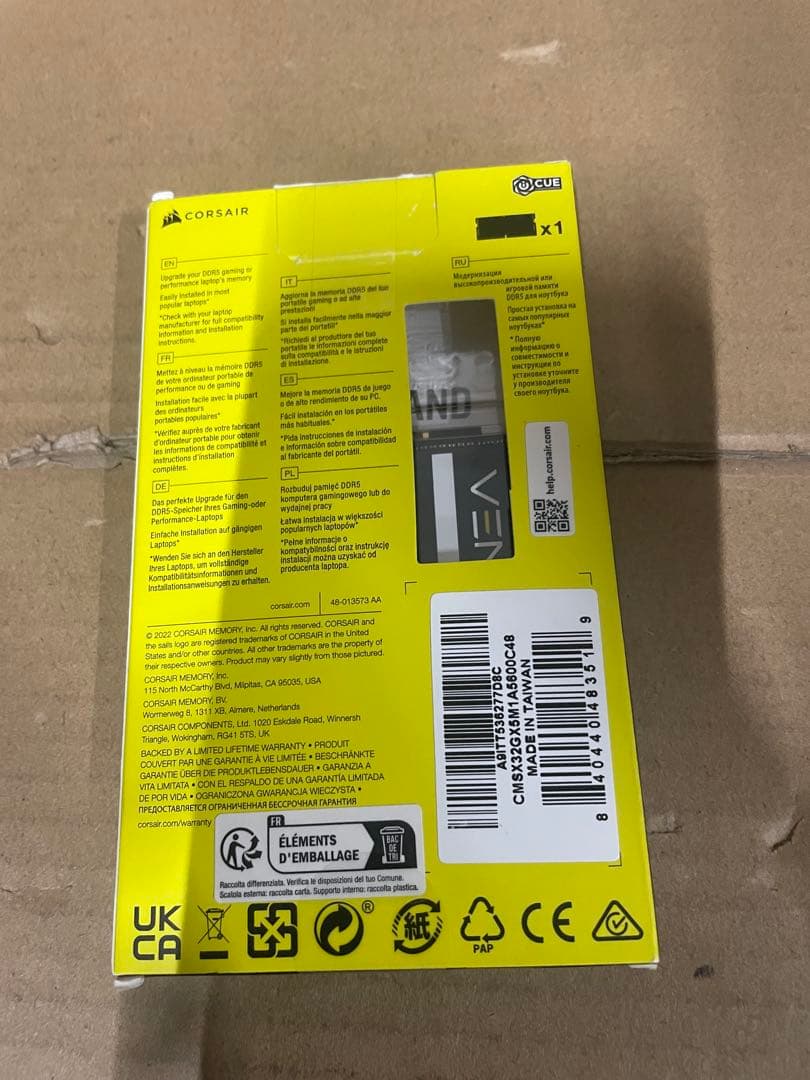 CORSAIR
CUE
x1
EN
Upgrade your DDR5 gaming or
performance laptop's memory
Easily installed in most
popular laptops*
*Check with your laptop
manufacturer for full compatibility
information and installation
instructions.
FR
Mettez à niveau la mémoire DDR5
de votre ordinateur portable de
performance ou de gaming
Installation facile avec la plupart
des ordinateurs
portables populaires*
*Vérifiez auprès de votre fabricant
d'ordinateur portable pour obtenir
les informations de compatibilité et
instructions d'installation
complètes.
DE
Das perfekte Upgrade für den
DDR5-Speicher Ihres Gaming-oder
Performance-Laptops
Einfache Installation auf gängigen
Laptops*
*Wenden Sie sich an den Hersteller
Ihres Laptops, um vollständige
Kompatibilitätsinformationen und
Installationsanweisungen zu erhalten.
IT
Aggiorna la memoria DDR5 del tuo
portatile gaming o ad alte
prestazioni
Si installa facilmente nella maggior
parte dei portatili*
*Richiedi al produttore del tuo
portatile le informazioni complete
sulla compatibilità e le istruzioni
di installazione.
ES
Mejore la memoria DDR5 de juego
o de alto rendimiento de su PC.
Fácil instalación en los portátiles
más habituales.*
*Pida instrucciones de instalación
e información sobre compatibilidad
al fabricante del portátil.
PL
Rozbuduj pamięć DDR5
komputera gamingowego lub do
wydajnej pracy
Łatwa instalacja w większości
popularnych laptopów*
*Pełne informacje o
kompatybilności oraz instrukcję
instalacji można uzyskać od
producenta laptopa.
RU
Модернизация
высокопроизводительной или
игровой памяти
DDR5 для ноутбука
Простая установка на
самых популярных
ноутбуках*
* Полную
информацию о
совместимости и
инструкции по
установке уточните
у производителя
своего ноутбука.
AND
VEN
help.corsair.com
corsair.com
48-013573 AA
© 2022 CORSAIR MEMORY, Inc. All rights reserved. CORSAIR and
the sails logo are registered trademarks of CORSAIR in the United
States and/or other countries. All other trademarks are the property of
their respective owners. Product may vary slightly from those pictured.
CORSAIR MEMORY, Inc.
115 North McCarthy Blvd, Milpitas, CA 95035, USA
CORSAIR MEMORY, BV.
Wormerweg 8, 1311 XB, Almere, Netherlands
CORSAIR COMPONENTS, Ltd. 1020 Eskdale Road, Winnersh
Triangle, Wokingham, RG41 5TS, UK
BACKED BY A LIMITED LIFETIME WARRANTY • PRODUIT
COUVERT PAR UNE GARANTIE À VIE LIMITÉE • BESCHRÄNKTE
GARANTIE ÜBER DIE PRODUKTLEBENSDAUER • GARANZIA A
VITA LIMITATA • CON EL RESPALDO DE UNA GARANTÍA LIMITADA
DE POR VIDA • OGRANICZONA GWARANCJA WIECZYSTA •
ПРЕДОСТАВЛЯЕТСЯ ОГРАНИЧЕННАЯ БЕССРОЧНАЯ ГАРАНТИЯ
corsair.com/warranty
A9ITT536277D8C
CMSX32GX5M1A5600C48
MADE IN TAIWAN
8 40440 48351 9
FR
ÉLÉMENTS
D'EMBALLAGE
BAC
DE
TRI
Raccolta differenziata. Verifica le disposizioni del tuo Comune.
Scatola esterna: raccolta carta. Supporto interno: raccolta plastica.
UK
CA
®
紙
PAP
CE